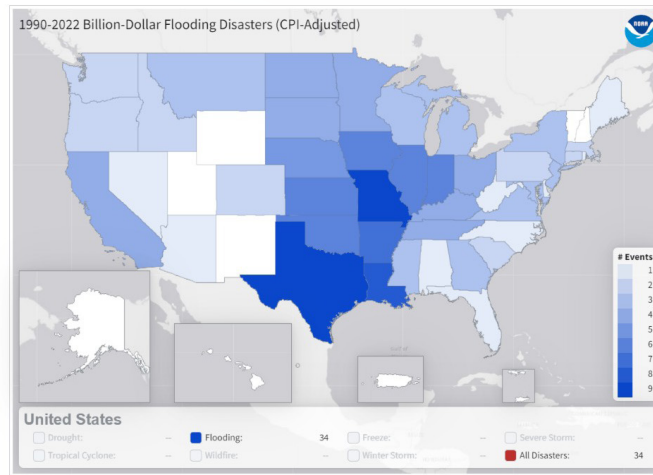 1990-2022 Billion-Dollar Flooding Disasters (CPI-Adjusted)
NOAA
# Events
1
2
3
4
5
6
7
8
9
United States
Drought: –
Flooding: 34
Freeze: –
Severe Storm: –
Tropical Cyclone: –
Wildfire: –
Winter Storm: –
All Disasters: 34